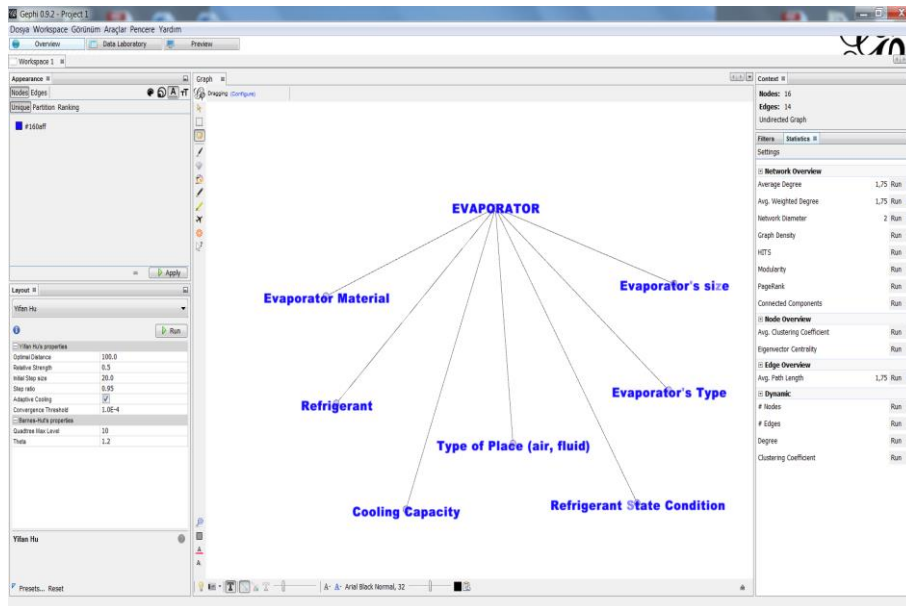 Gephi 0.9.2 - Project 1
Dosya Workspace Görünüm Araçlar Pencere Yardım
Overview Data Laboratory Preview
Workspace 1
Appearance
Nodes Edges
Unique Partition Ranking
#160aff
Apply
Layout
Yifan Hu
Run
Yifan Hu's properties
Optimal Distance 100.0
Relative Strength 0.5
Initial Step size 20.0
Step ratio 0.95
Adaptive Cooling
Convergence Threshold 1.0E-4
Barnes-Hut's properties
Quadtree Max Level 10
Theta 1.2
Yifan Hu
Presets... Reset
Graph
Dragging (Configure)
EVAPORATOR
Evaporator's size
Evaporator Material
Evaporator's Type
Refrigerant
Type of Place (air, fluid)
Refrigerant State Condition
Cooling Capacity
A- A- Arial Black Normal, 32
Context
Nodes: 16
Edges: 14
Undirected Graph
Filters Statistics
Settings
Network Overview
Average Degree 1,75 Run
Avg. Weighted Degree 1,75 Run
Network Diameter 2 Run
Graph Density Run
HITS Run
Modularity Run
PageRank Run
Connected Components Run
Node Overview
Avg. Clustering Coefficient Run
Eigenvector Centrality Run
Edge Overview
Avg. Path Length 1,75 Run
Dynamic
# Nodes Run
# Edges Run
Degree Run
Clustering Coefficient Run